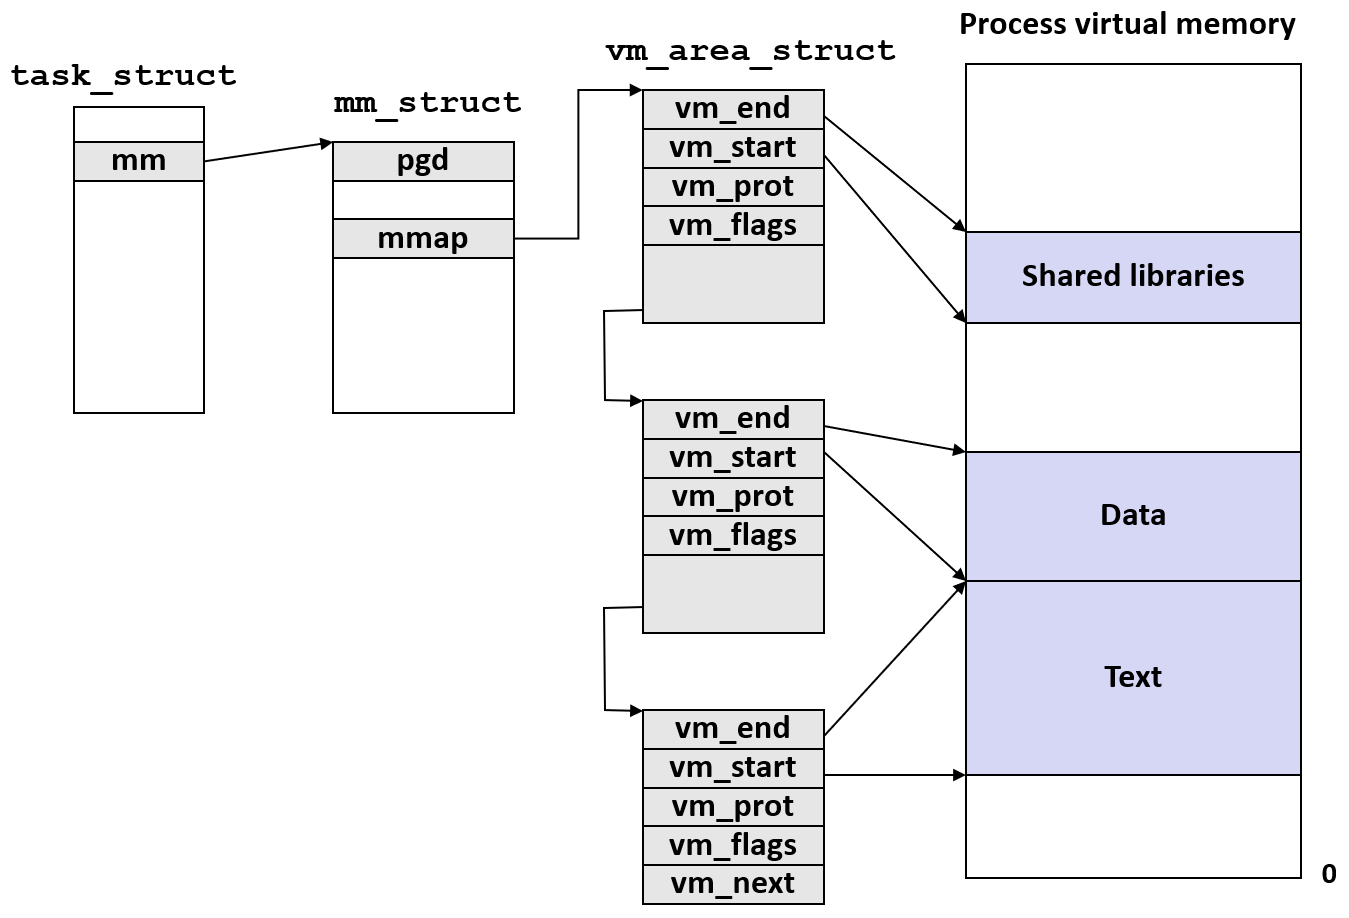 Process virtual memory
vm_area_struct
task_struct
mm_struct
mm
pgd
mmap
vm_end
vm_start
vm_prot
vm_flags
vm_end
vm_start
vm_prot
vm_flags
vm_end
vm_start
vm_prot
vm_flags
vm_next
Shared libraries
Data
Text
0